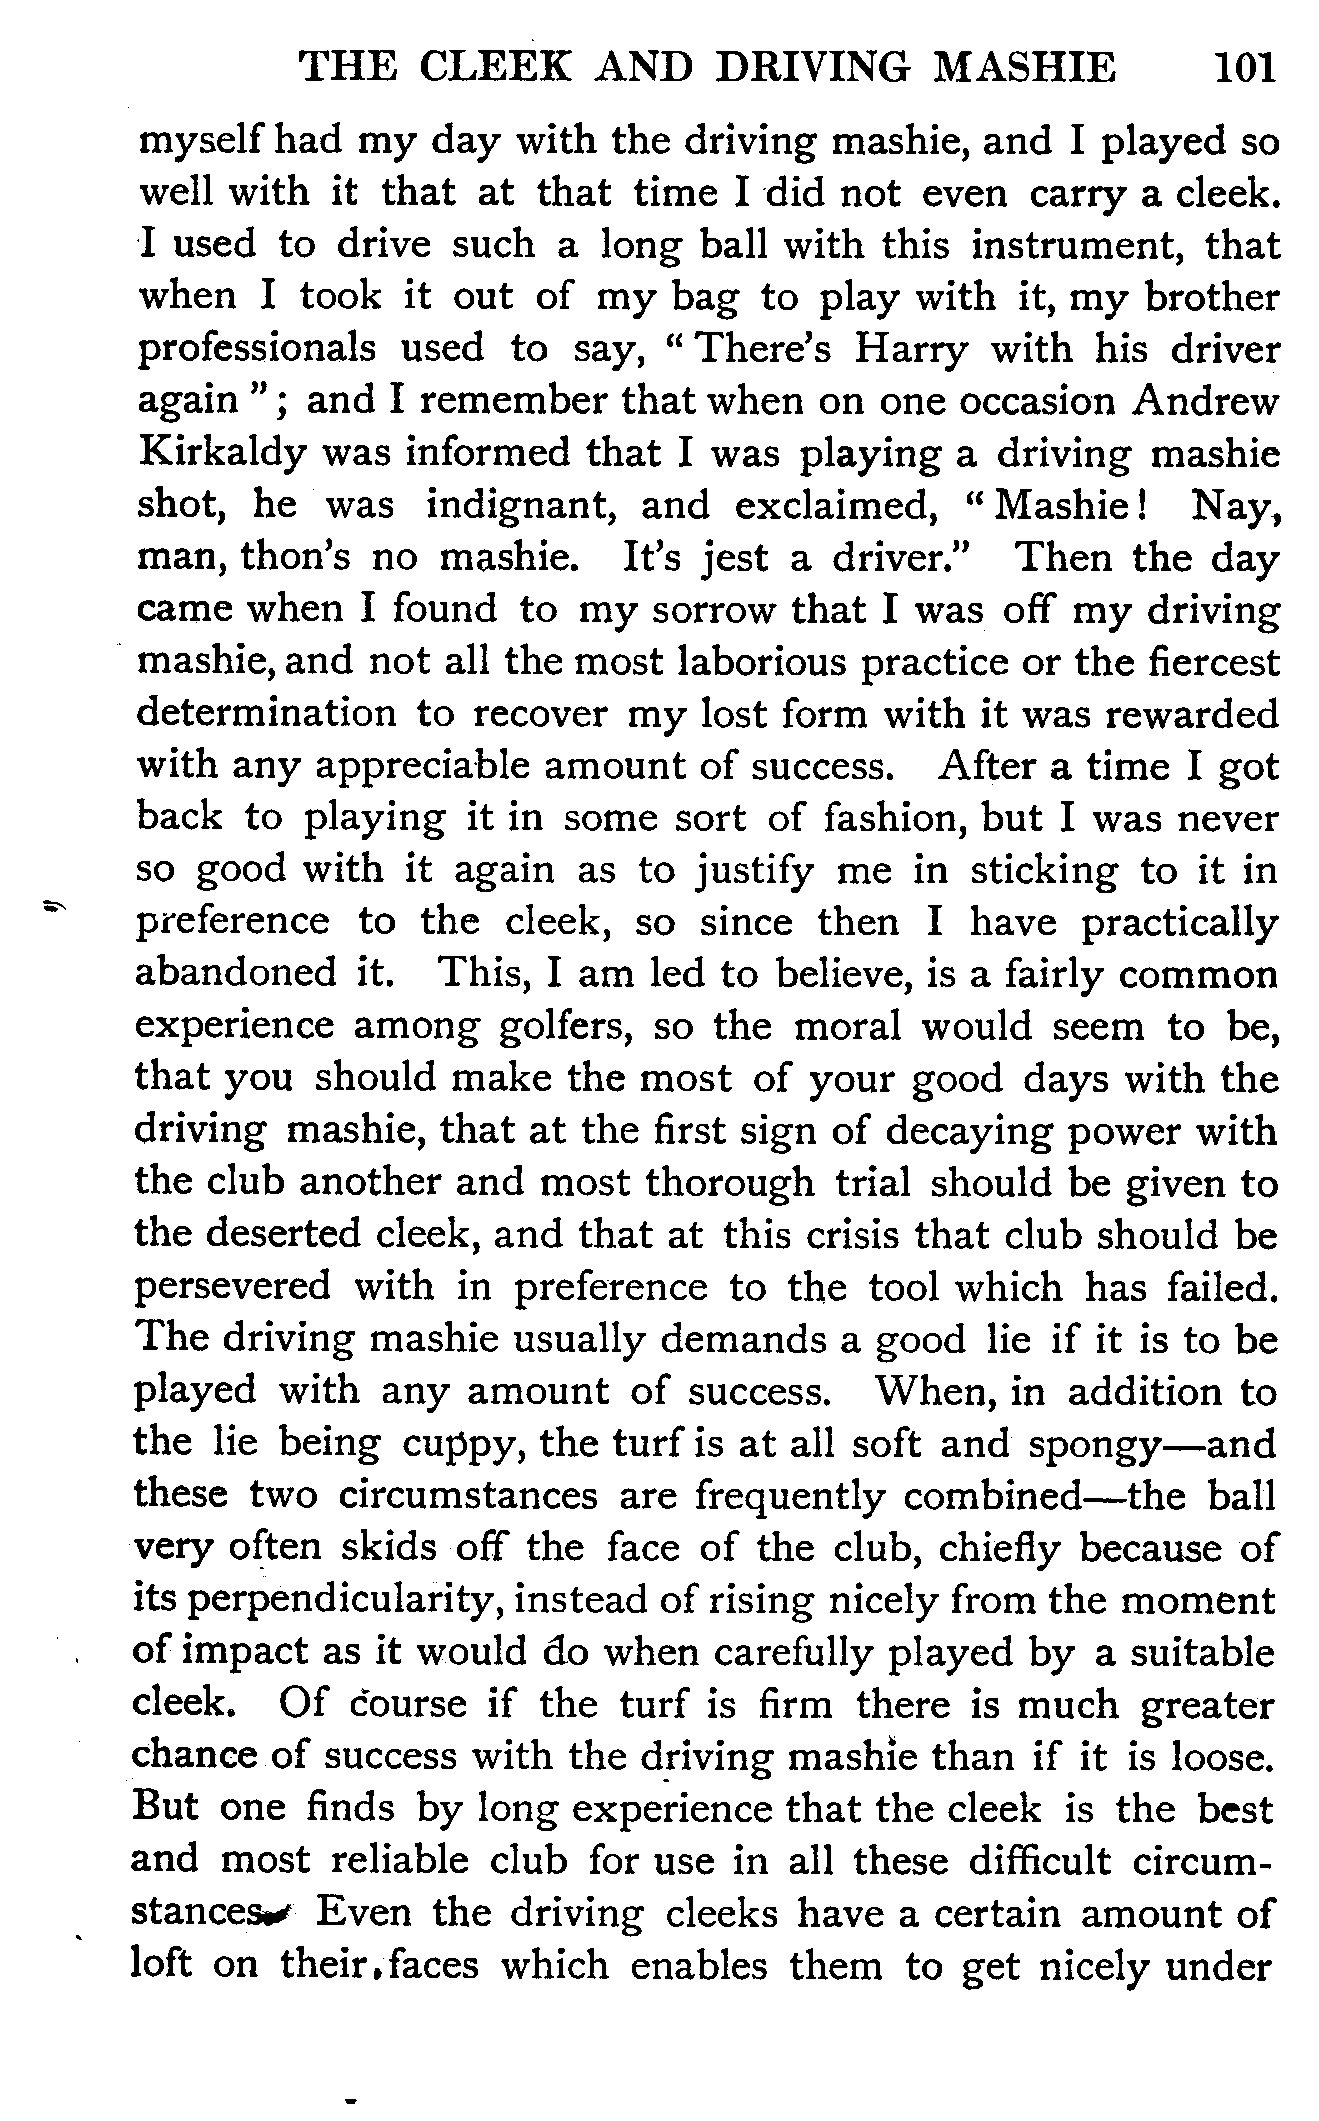 THE CLEEK AND DRIVING MASHIE 101
myself had my day with the driving mashie, and I played so
well with it that at that time I did not even carry a cleek.
I used to drive such a long ball with this instrument, that
when I took it out of my bag to play with it, my brother
professionals used to say, “ There’s Harry with his driver
again ” ; and I remember that when on one occasion Andrew
Kirkaldy was informed that I was playing a driving mashie
shot, he was indignant, and exclaimed, “ Mashie ! Nay,
man, thon’s no mashie. It’s jest a driver.” Then the day
came when I found to my sorrow that I was off my driving
mashie, and not all the most laborious practice or the fiercest
determination to recover my lost form with it was rewarded
with any appreciable amount of success. After a time I got
back to playing it in some sort of fashion, but I was never
so good with it again as to justify me in sticking to it in
preference to the cleek, so since then I have practically
abandoned it. This, I am led to believe, is a fairly common
experience among golfers, so the moral would seem to be,
that you should make the most of your good days with the
driving mashie, that at the first sign of decaying power with
the club another and most thorough trial should be given to
the deserted cleek, and that at this crisis that club should be
persevered with in preference to the tool which has failed.
The driving mashie usually demands a good lie if it is to be
played with any amount of success. When, in addition to
the lie being cuppy, the turf is at all soft and spongy—and
these two circumstances are frequently combined—the ball
very often skids off the face of the club, chiefly because of
its perpendicularity, instead of rising nicely from the moment
of impact as it would do when carefully played by a suitable
cleek. Of course if the turf is firm there is much greater
chance of success with the driving mashie than if it is loose.
But one finds by long experience that the cleek is the best
and most reliable club for use in all these difficult circum-
stances. Even the driving cleeks have a certain amount of
loft on their faces which enables them to get nicely under